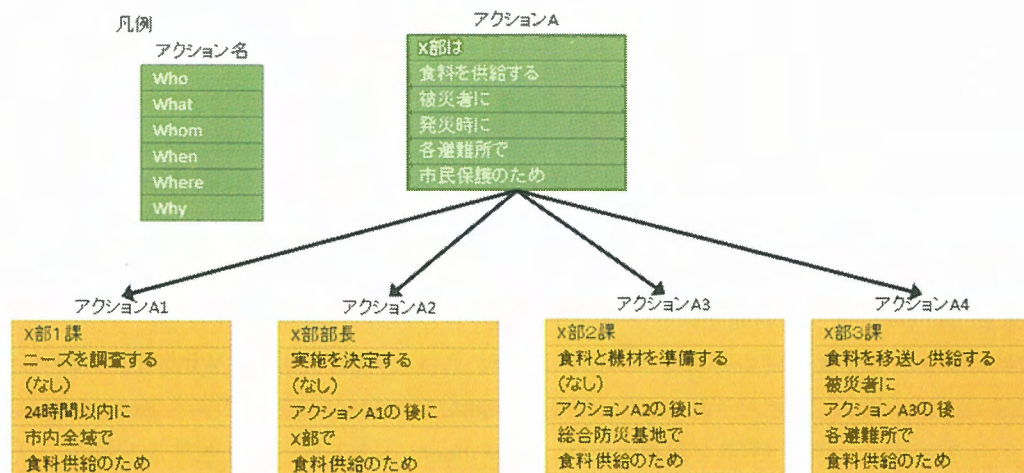 凡例
アクション名
Who
What
Whom
When
Where
Why
アクションA
X部は
食料を供給する
被災者に
発災時に
各避難所で
市民保護のため
アクションA1
X部1課
ニーズを調査する
(なし)
24時間以内に
市内全域で
食料供給のため
アクションA2
X部部長
実施を決定する
(なし)
アクションA1の後に
X部で
食料供給のため
アクションA3
X部2課
食料と機材を準備する
(なし)
アクションA2の後に
総合防災基地で
食料供給のため
アクションA4
X部3課
食料を移送し供給する
被災者に
アクションA3の後
各避難所で
食料供給のため